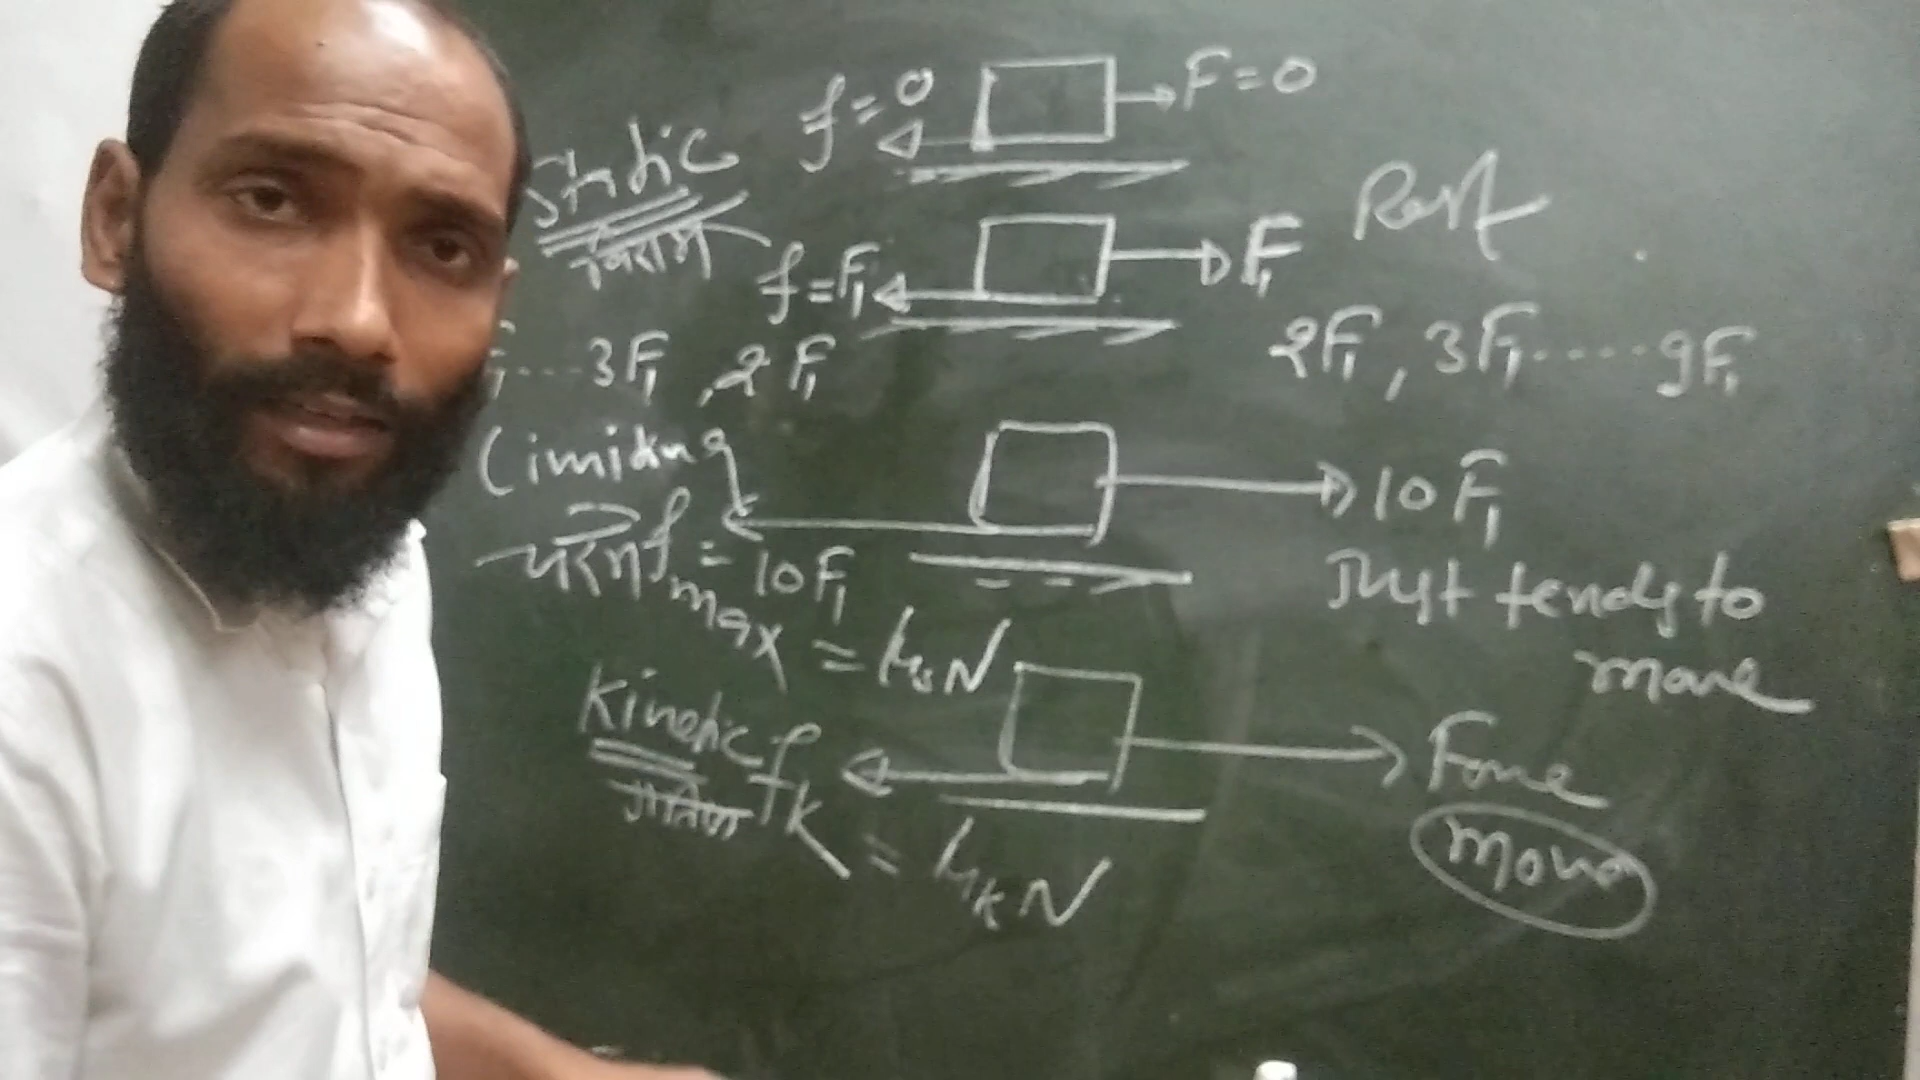 f=0 F=0
Static
विराम
Rest
f=F₁ F₁
....3F₁, 2F₁
2F₁, 3F₁.....9F₁
Limiting
चरम f max = 10F₁ = μsN
10F₁
Just tends to
move
Kinetic
गतिक
fK = μKN
Force
move